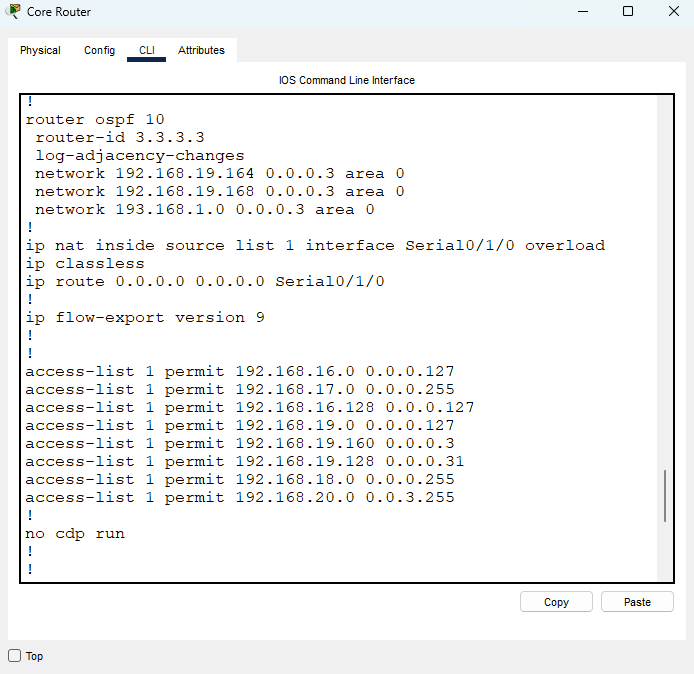 Core Router
Physical Config CLI Attributes
IOS Command Line Interface
!
router ospf 10
router-id 3.3.3.3
log-adjacency-changes
network 192.168.19.164 0.0.0.3 area 0
network 192.168.19.168 0.0.0.3 area 0
network 193.168.1.0 0.0.0.3 area 0
!
ip nat inside source list 1 interface Serial0/1/0 overload
ip classless
ip route 0.0.0.0 0.0.0.0 Serial0/1/0
!
ip flow-export version 9
!
!
access-list 1 permit 192.168.16.0 0.0.0.127
access-list 1 permit 192.168.17.0 0.0.0.255
access-list 1 permit 192.168.16.128 0.0.0.127
access-list 1 permit 192.168.19.0 0.0.0.127
access-list 1 permit 192.168.19.160 0.0.0.3
access-list 1 permit 192.168.19.128 0.0.0.31
access-list 1 permit 192.168.18.0 0.0.0.255
access-list 1 permit 192.168.20.0 0.0.3.255
!
no cdp run
!
!
Copy Paste
Top